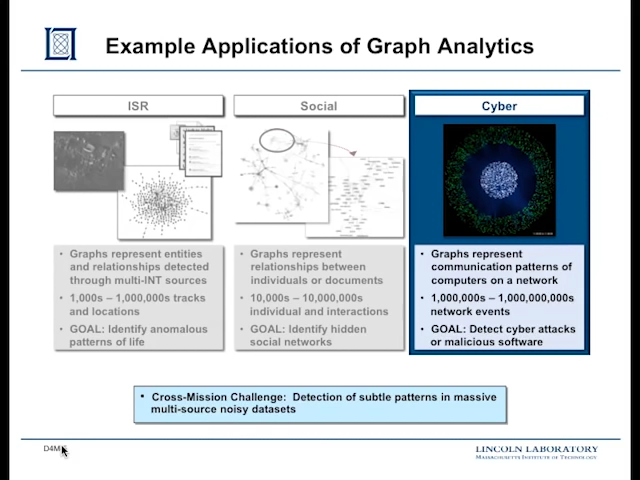 Example Applications of Graph Analytics
ISR
• Graphs represent entities
and relationships detected
through multi-INT sources
• 1,000s – 1,000,000s tracks
and locations
• GOAL: Identify anomalous
patterns of life
Social
• Graphs represent
relationships between
individuals or documents
• 10,000s – 10,000,000s
individual and interactions
• GOAL: Identify hidden
social networks
Cyber
• Graphs represent
communication patterns of
computers on a network
• 1,000,000s – 1,000,000,000s
network events
• GOAL: Detect cyber attacks
or malicious software
• Cross-Mission Challenge: Detection of subtle patterns in massive
multi-source noisy datasets
LINCOLN LABORATORY
MASSACHUSETTS INSTITUTE OF TECHNOLOGY